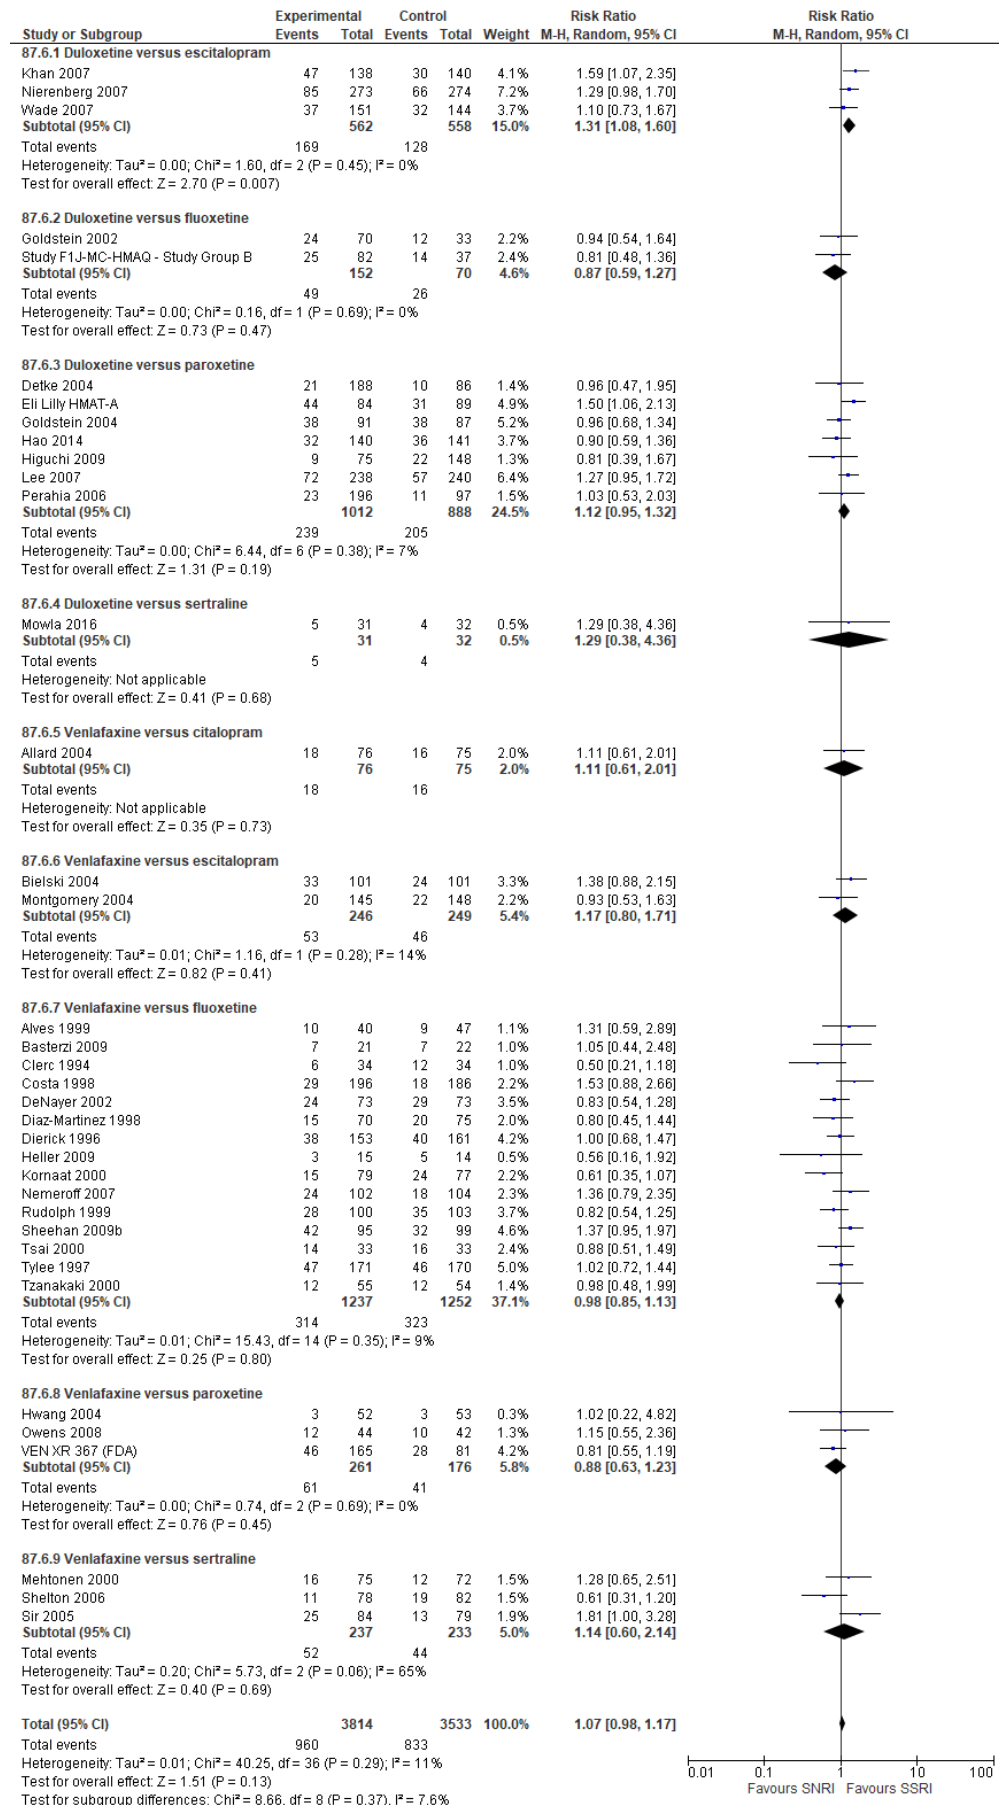 Experimental Control Risk Ratio Risk Ratio
Study or Subgroup Events Total Events Total Weight M-H, Random, 95% CI M-H, Random, 95% CI
87.6.1 Duloxetine versus escitalopram
Khan 2007 47 138 30 140 4.1% 1.59 [1.07, 2.35]
Nierenberg 2007 85 273 66 274 7.2% 1.29 [0.98, 1.70]
Wade 2007 37 151 32 144 3.7% 1.10 [0.73, 1.67]
Subtotal (95% CI) 562 558 15.0% 1.31 [1.08, 1.60]
Total events 169 128
Heterogeneity: Tau² = 0.00; Chi² = 1.60, df = 2 (P = 0.45); I² = 0%
Test for overall effect: Z = 2.70 (P = 0.007)
87.6.2 Duloxetine versus fluoxetine
Goldstein 2002 24 70 12 33 2.2% 0.94 [0.54, 1.64]
Study F1J-MC-HMAQ - Study Group B 25 82 14 37 2.4% 0.81 [0.48, 1.36]
Subtotal (95% CI) 152 70 4.6% 0.87 [0.59, 1.27]
Total events 49 26
Heterogeneity: Tau² = 0.00; Chi² = 0.16, df = 1 (P = 0.69); I² = 0%
Test for overall effect: Z = 0.73 (P = 0.47)
87.6.3 Duloxetine versus paroxetine
Detke 2004 21 188 10 86 1.4% 0.96 [0.47, 1.95]
Eli Lilly HMAT-A 44 84 31 89 4.9% 1.50 [1.06, 2.13]
Goldstein 2004 38 91 38 87 5.2% 0.96 [0.68, 1.34]
Hao 2014 32 140 36 141 3.7% 0.90 [0.59, 1.36]
Higuchi 2009 9 75 22 148 1.3% 0.81 [0.39, 1.67]
Lee 2007 72 238 57 240 6.4% 1.27 [0.95, 1.72]
Perahia 2006 23 196 11 97 1.5% 1.03 [0.53, 2.03]
Subtotal (95% CI) 1012 888 24.5% 1.12 [0.95, 1.32]
Total events 239 205
Heterogeneity: Tau² = 0.00; Chi² = 6.44, df = 6 (P = 0.38); I² = 7%
Test for overall effect: Z = 1.31 (P = 0.19)
87.6.4 Duloxetine versus sertraline
Mowla 2016 5 31 4 32 0.5% 1.29 [0.38, 4.36]
Subtotal (95% CI) 31 32 0.5% 1.29 [0.38, 4.36]
Total events 5 4
Heterogeneity: Not applicable
Test for overall effect: Z = 0.41 (P = 0.68)
87.6.5 Venlafaxine versus citalopram
Allard 2004 18 76 16 75 2.0% 1.11 [0.61, 2.01]
Subtotal (95% CI) 76 75 2.0% 1.11 [0.61, 2.01]
Total events 18 16
Heterogeneity: Not applicable
Test for overall effect: Z = 0.35 (P = 0.73)
87.6.6 Venlafaxine versus escitalopram
Bielski 2004 33 101 24 101 3.3% 1.38 [0.88, 2.15]
Montgomery 2004 20 145 22 148 2.2% 0.93 [0.53, 1.63]
Subtotal (95% CI) 246 249 5.4% 1.17 [0.80, 1.71]
Total events 53 46
Heterogeneity: Tau² = 0.01; Chi² = 1.16, df = 1 (P = 0.28); I² = 14%
Test for overall effect: Z = 0.82 (P = 0.41)
87.6.7 Venlafaxine versus fluoxetine
Alves 1999 10 40 9 47 1.1% 1.31 [0.59, 2.89]
Basterzi 2009 7 21 7 22 1.0% 1.05 [0.44, 2.48]
Clerc 1994 6 34 12 34 1.0% 0.50 [0.21, 1.18]
Costa 1998 29 196 18 186 2.2% 1.53 [0.88, 2.66]
DeNayer 2002 24 73 29 73 3.5% 0.83 [0.54, 1.28]
Diaz-Martinez 1998 15 70 20 75 2.0% 0.80 [0.45, 1.44]
Dierick 1996 38 153 40 161 4.2% 1.00 [0.68, 1.47]
Heller 2009 3 15 5 14 0.5% 0.56 [0.16, 1.92]
Kornaat 2000 15 79 24 77 2.2% 0.61 [0.35, 1.07]
Nemeroff 2007 24 102 18 104 2.3% 1.36 [0.79, 2.35]
Rudolph 1999 28 100 35 103 3.7% 0.82 [0.54, 1.25]
Sheehan 2009b 42 95 32 99 4.6% 1.37 [0.95, 1.97]
Tsai 2000 14 33 16 33 2.4% 0.88 [0.51, 1.49]
Tylee 1997 47 171 46 170 5.0% 1.02 [0.72, 1.44]
Tzanakaki 2000 12 55 12 54 1.4% 0.98 [0.48, 1.99]
Subtotal (95% CI) 1237 1252 37.1% 0.98 [0.85, 1.13]
Total events 314 323
Heterogeneity: Tau² = 0.01; Chi² = 15.43, df = 14 (P = 0.35); I² = 9%
Test for overall effect: Z = 0.25 (P = 0.80)
87.6.8 Venlafaxine versus paroxetine
Hwang 2004 3 52 3 53 0.3% 1.02 [0.22, 4.82]
Owens 2008 12 44 10 42 1.3% 1.15 [0.55, 2.36]
VEN XR 367 (FDA) 46 165 28 81 4.2% 0.81 [0.55, 1.19]
Subtotal (95% CI) 261 176 5.8% 0.88 [0.63, 1.23]
Total events 61 41
Heterogeneity: Tau² = 0.00; Chi² = 0.74, df = 2 (P = 0.69); I² = 0%
Test for overall effect: Z = 0.76 (P = 0.45)
87.6.9 Venlafaxine versus sertraline
Mehtonen 2000 16 75 12 72 1.5% 1.28 [0.65, 2.51]
Shelton 2006 11 78 19 82 1.5% 0.61 [0.31, 1.20]
Sir 2005 25 84 13 79 1.9% 1.81 [1.00, 3.28]
Subtotal (95% CI) 237 233 5.0% 1.14 [0.60, 2.14]
Total events 52 44
Heterogeneity: Tau² = 0.20; Chi² = 5.73, df = 2 (P = 0.06); I² = 65%
Test for overall effect: Z = 0.40 (P = 0.69)
Total (95% CI) 3814 3533 100.0% 1.07 [0.98, 1.17]
Total events 960 833
Heterogeneity: Tau² = 0.01; Chi² = 40.25, df = 36 (P = 0.29); I² = 11%
Test for overall effect: Z = 1.51 (P = 0.13)
Test for subgroup differences: Chi² = 8.66, df = 8 (P = 0.37), I² = 7.6%
0.01 0.1 1 10 100
Favours SNRI Favours SSRI